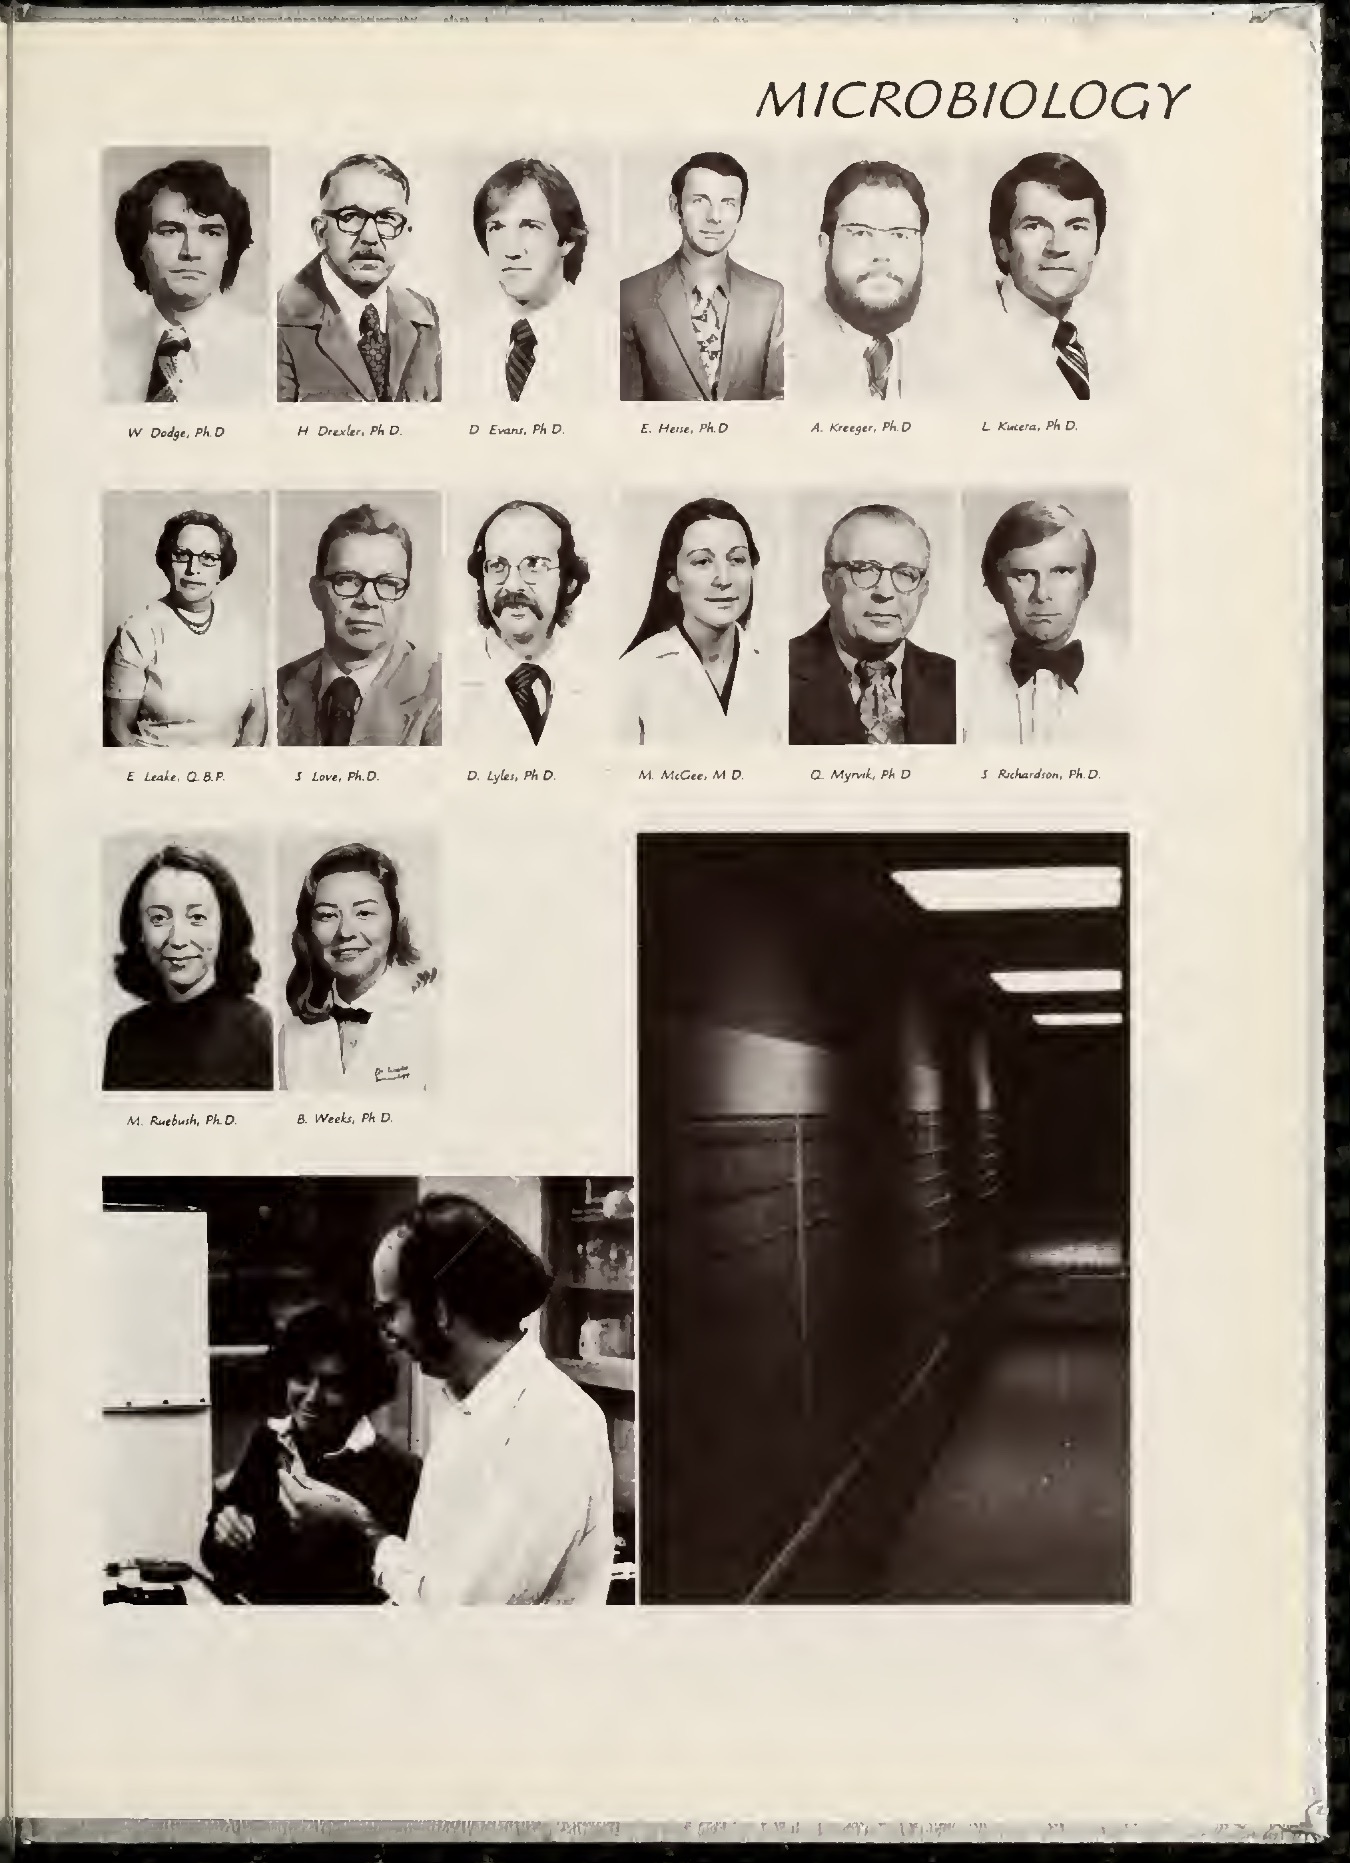 MICROBIOLOGY
W Dodge, Ph.D
H Drexler, Ph D.
D Evans, Ph D.
E. Heise, Ph.D
A. Kreeger, Ph.D
L Kucera, Ph D.
E Leake, Q.B.P.
S Love, Ph.D.
D. Lyles, Ph D.
M. McGee, M D.
Q. Myrvik, Ph D
S Richardson, Ph.D.
M. Ruebush, Ph.D.
B. Weeks, Ph D.